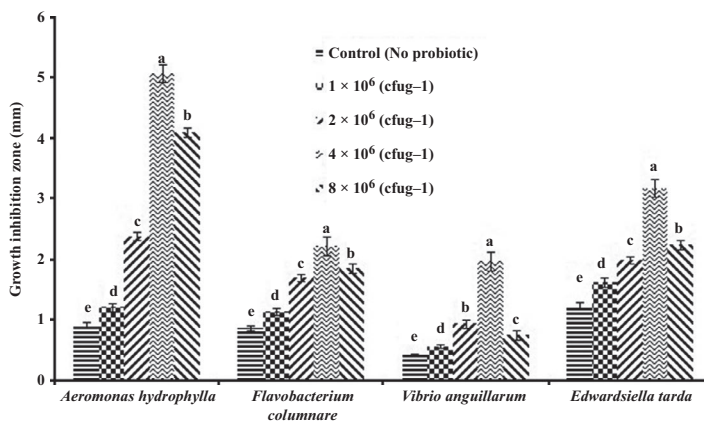 6
5
4
3
2
1
0
Growth inhibition zone (mm)
Control (No probiotic)
1 × 10⁶ (cfug–1)
2 × 10⁶ (cfug–1)
4 × 10⁶ (cfug–1)
8 × 10⁶ (cfug–1)
e d c a b
e d c a b
e d b a c
e d c a b
Aeromonas hydrophylla
Flavobacterium
columnare
Vibrio anguillarum
Edwardsiella tarda